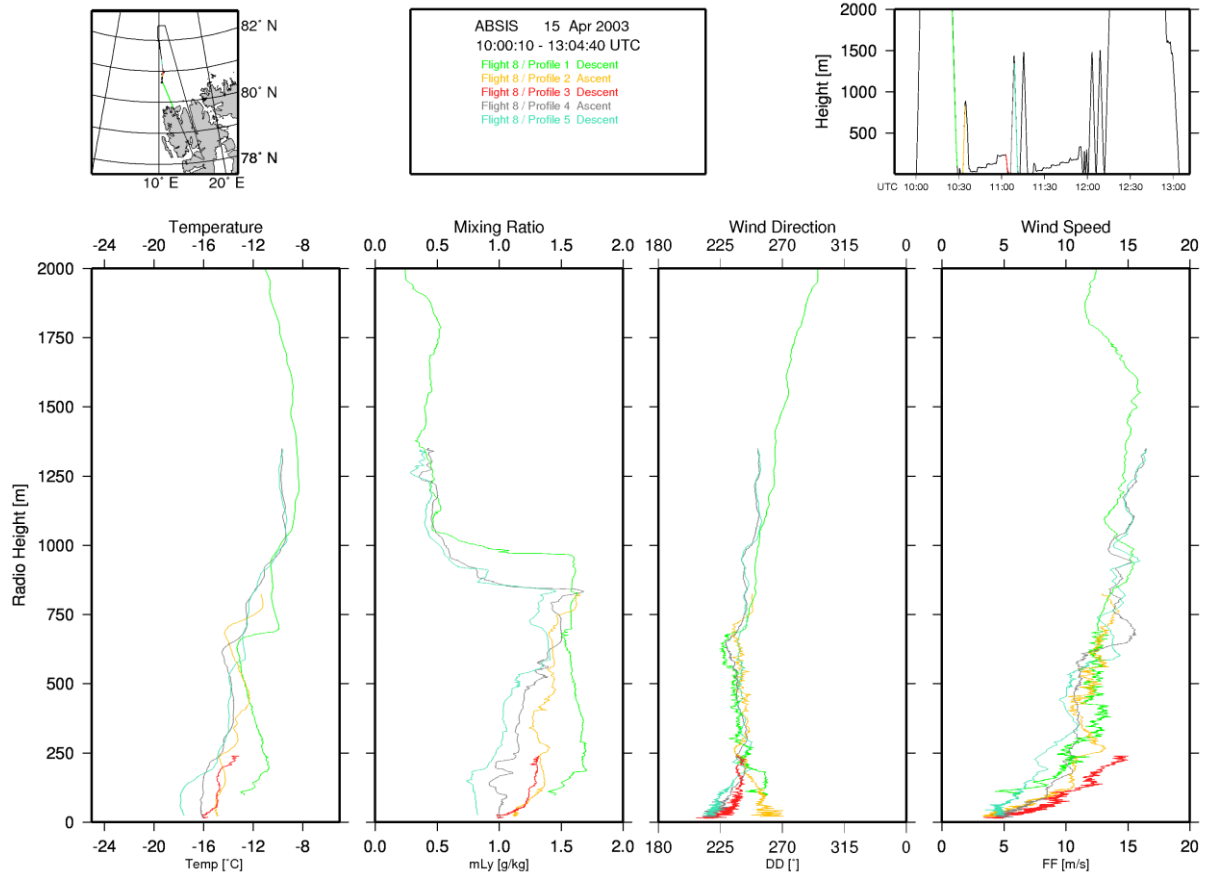 82˚ N
80˚ N
78˚ N
10˚ E 20˚ E
ABSIS 15 Apr 2003
10:00:10 - 13:04:40 UTC
Flight 8 / Profile 1 Descent
Flight 8 / Profile 2 Ascent
Flight 8 / Profile 3 Descent
Flight 8 / Profile 4 Ascent
Flight 8 / Profile 5 Descent
Height [m]
2000
1500
1000
500
UTC 10:00 10:30 11:00 11:30 12:00 12:30 13:00
Temperature
-24 -20 -16 -12 -8
Mixing Ratio
0.0 0.5 1.0 1.5 2.0
Wind Direction
180 225 270 315 0
Wind Speed
0 5 10 15 20
Radio Height [m]
2000
1750
1500
1250
1000
750
500
250
0
-24 -20 -16 -12 -8
Temp [˚C]
0.0 0.5 1.0 1.5 2.0
mLy [g/kg]
180 225 270 315 0
DD [˚]
0 5 10 15 20
FF [m/s]